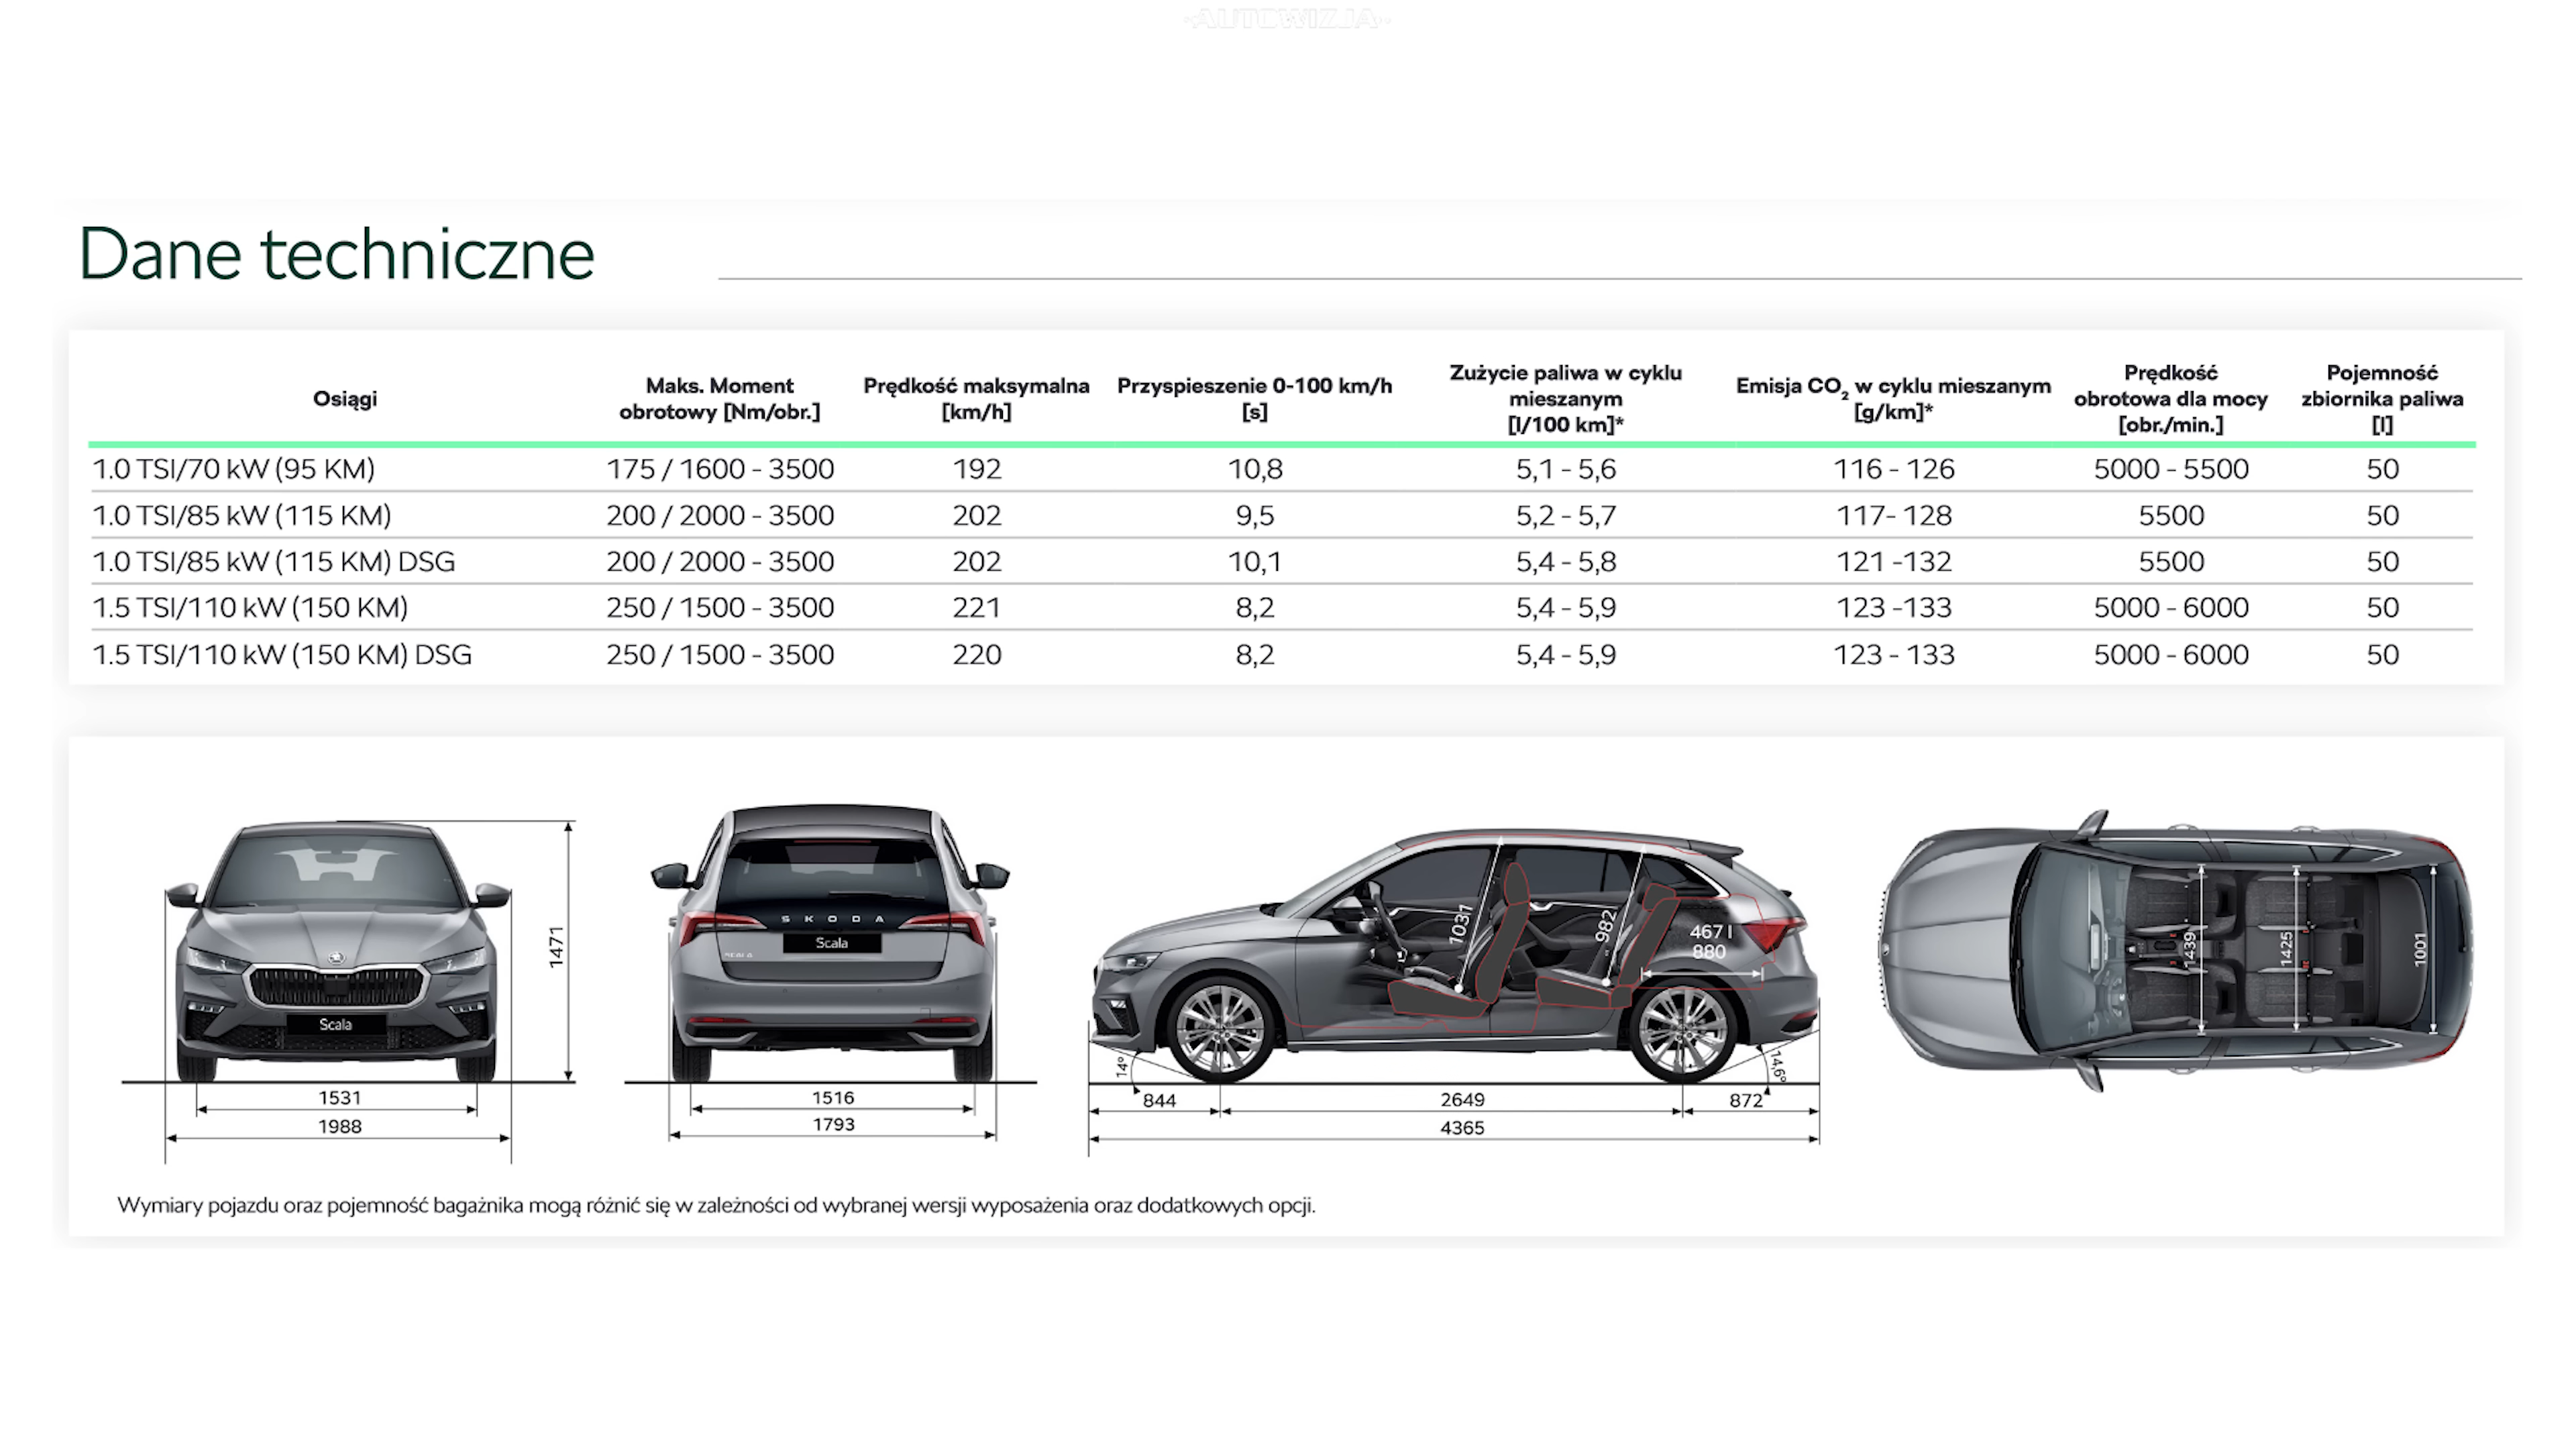 AUTOWIZJA
Dane techniczne
Osiągi
Maks. Moment
obrotowy [Nm/obr.]
Prędkość maksymalna
[km/h]
Przyspieszenie 0-100 km/h
[s]
Zużycie paliwa w cyklu
mieszanym
[l/100 km]*
Emisja CO₂ w cyklu mieszanym
[g/km]*
Prędkość
obrotowa dla mocy
[obr./min.]
Pojemność
zbiornika paliwa
[l]
1.0 TSI/70 kW (95 KM) 175 / 1600 - 3500 192 10,8 5,1 - 5,6 116 - 126 5000 - 5500 50
1.0 TSI/85 kW (115 KM) 200 / 2000 - 3500 202 9,5 5,2 - 5,7 117- 128 5500 50
1.0 TSI/85 kW (115 KM) DSG 200 / 2000 - 3500 202 10,1 5,4 - 5,8 121 -132 5500 50
1.5 TSI/110 kW (150 KM) 250 / 1500 - 3500 221 8,2 5,4 - 5,9 123 -133 5000 - 6000 50
1.5 TSI/110 kW (150 KM) DSG 250 / 1500 - 3500 220 8,2 5,4 - 5,9 123 - 133 5000 - 6000 50
Scala
1471
1531
1988
SKODA
Scala
SCALA
1516
1793
1031
982
467 l
880
14°
14,6°
844
2649
872
4365
1439
1425
1001
Wymiary pojazdu oraz pojemność bagażnika mogą różnić się w zależności od wybranej wersji wyposażenia oraz dodatkowych opcji.